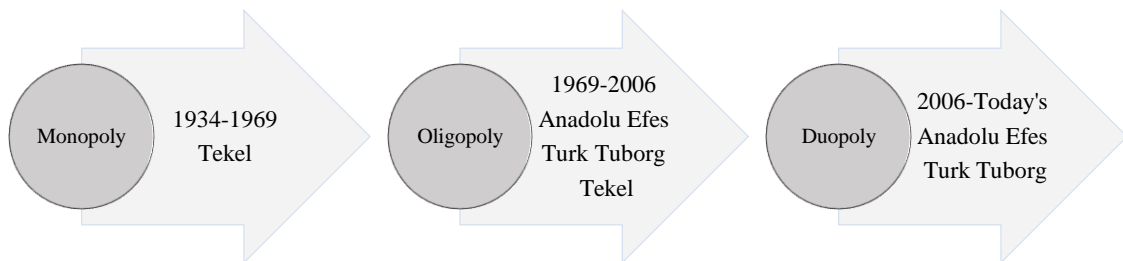 Monopoly
1934-1969
Tekel
Oligopoly
1969-2006
Anadolu Efes
Turk Tuborg
Tekel
Duopoly
2006-Today's
Anadolu Efes
Turk Tuborg